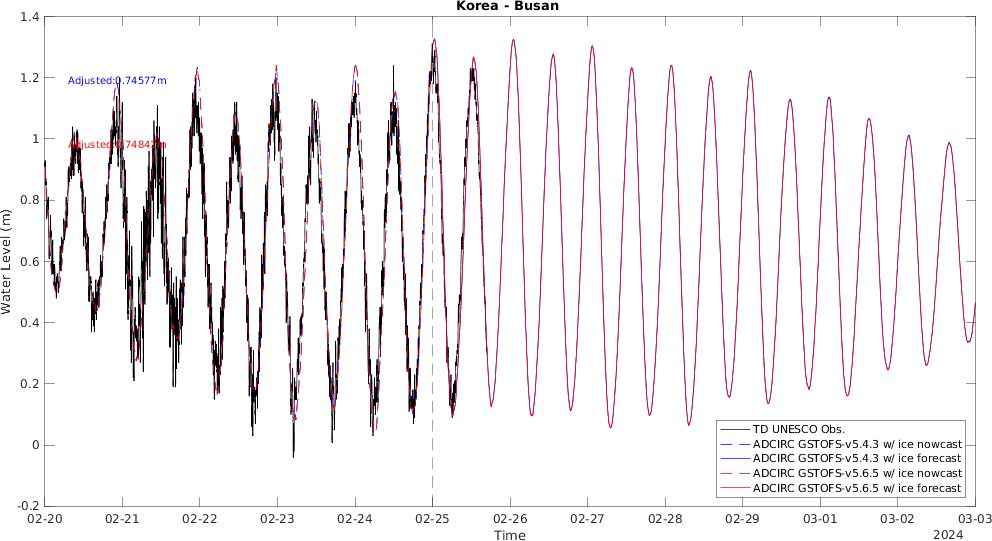 Korea - Busan
Water Level (m)
1.4
1.2
1
0.8
0.6
0.4
0.2
0
-0.2
Adjusted:0.74577m
TD UNESCO Obs.
ADCIRC GSTOFS-v5.4.3 w/ ice nowcast
ADCIRC GSTOFS-v5.4.3 w/ ice forecast
ADCIRC GSTOFS-v5.6.5 w/ ice nowcast
ADCIRC GSTOFS-v5.6.5 w/ ice forecast
02-20 02-21 02-22 02-23 02-24 02-25 02-26 02-27 02-28 02-29 03-01 03-02 03-03
Time
2024